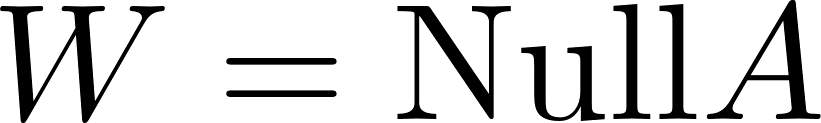 W = NullA